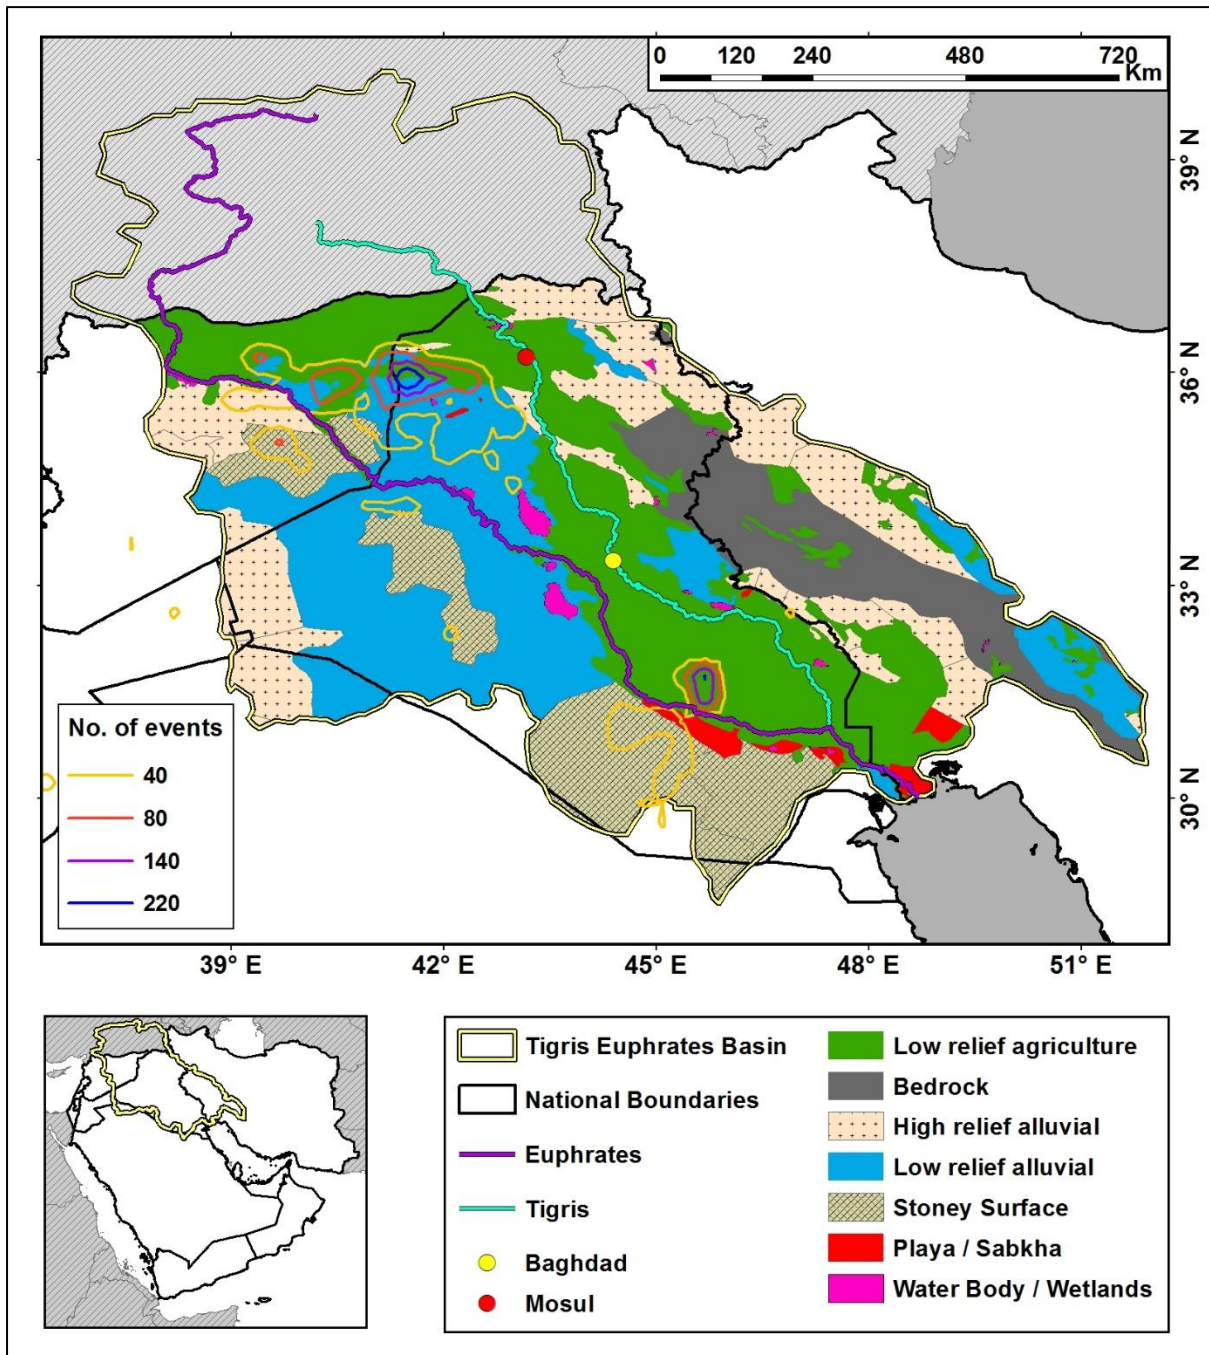 0 120 240 480 720
Km
39° N
36° N
33° N
30° N
No. of events
40
80
140
220
39° E 42° E 45° E 48° E 51° E
Tigris Euphrates Basin
National Boundaries
Euphrates
Tigris
Baghdad
Mosul
Low relief agriculture
Bedrock
High relief alluvial
Low relief alluvial
Stoney Surface
Playa / Sabkha
Water Body / Wetlands